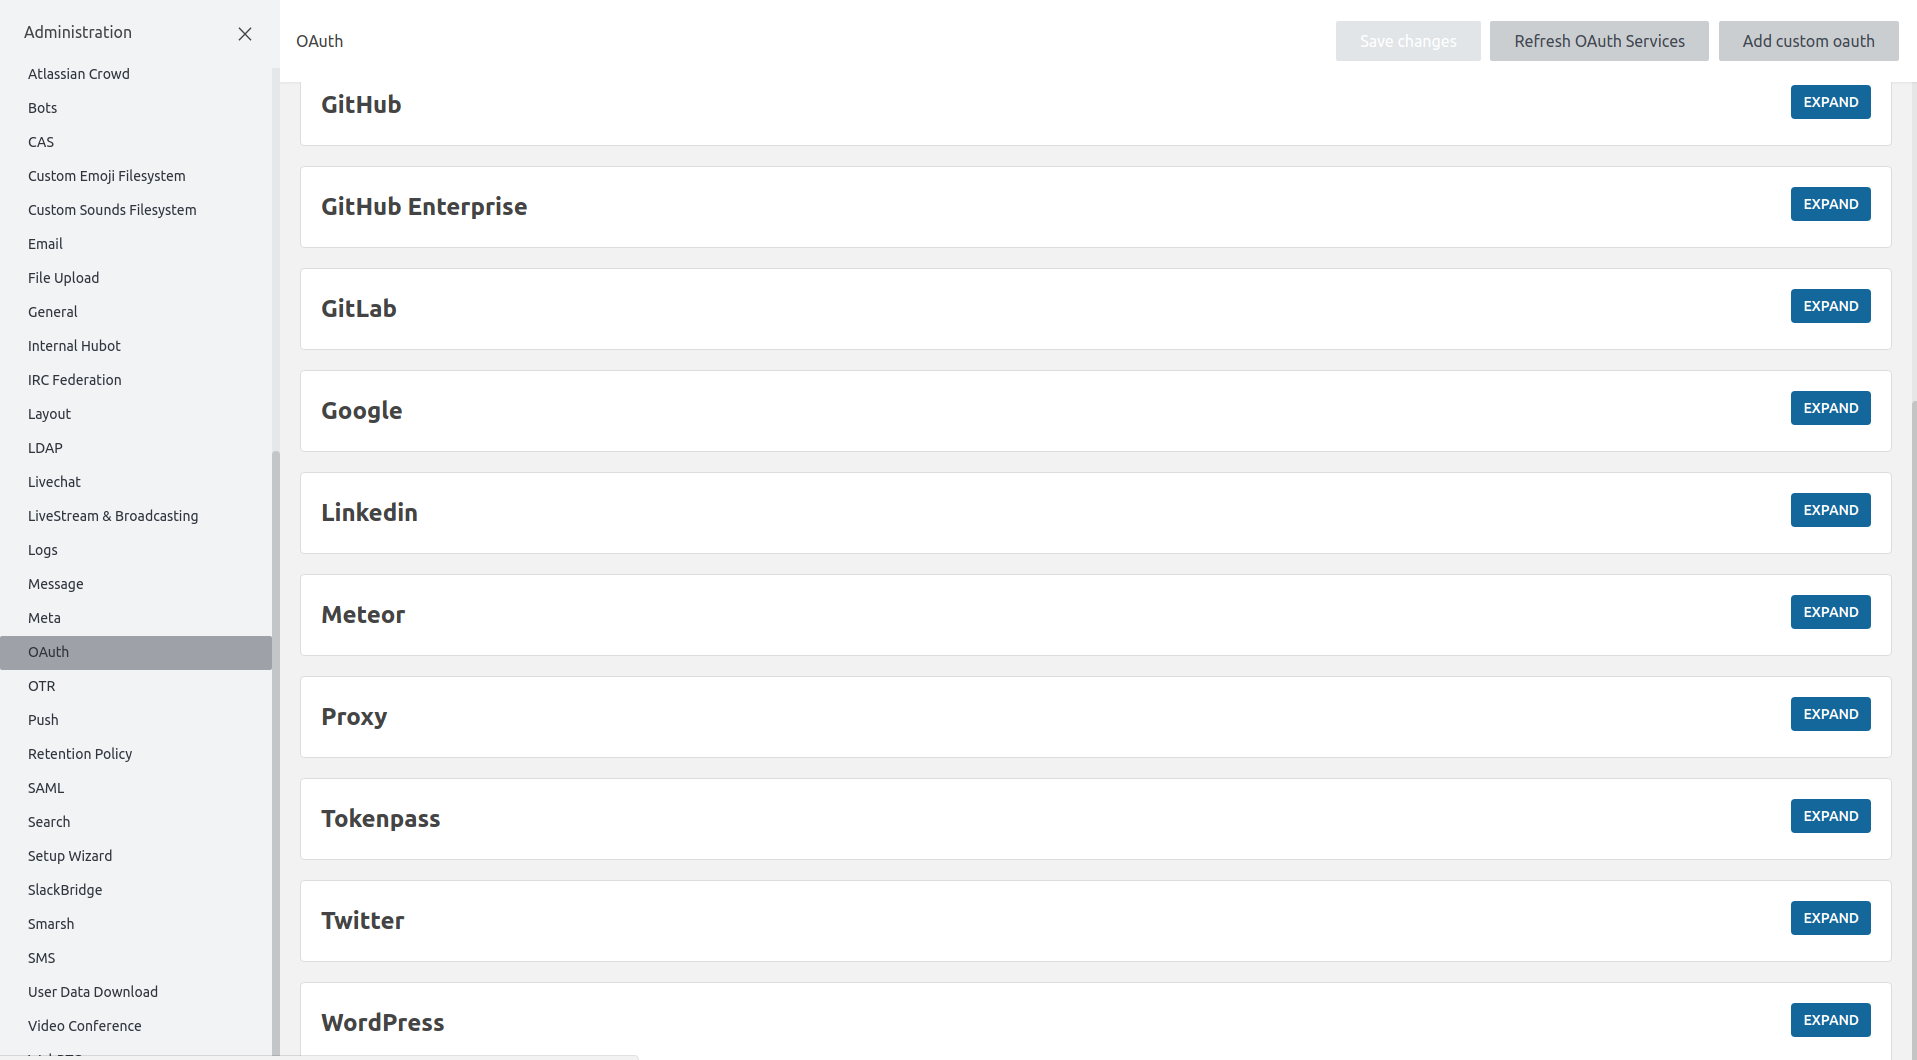 Administration
Atlassian Crowd
Bots
CAS
Custom Emoji Filesystem
Custom Sounds Filesystem
Email
File Upload
General
Internal Hubot
IRC Federation
Layout
LDAP
Livechat
LiveStream & Broadcasting
Logs
Message
Meta
OAuth
OTR
Push
Retention Policy
SAML
Search
Setup Wizard
SlackBridge
Smarsh
SMS
User Data Download
Video Conference
OAuth
Save changes
Refresh OAuth Services
Add custom oauth
GitHub
EXPAND
GitHub Enterprise
EXPAND
GitLab
EXPAND
Google
EXPAND
Linkedin
EXPAND
Meteor
EXPAND
Proxy
EXPAND
Tokenpass
EXPAND
Twitter
EXPAND
WordPress
EXPAND